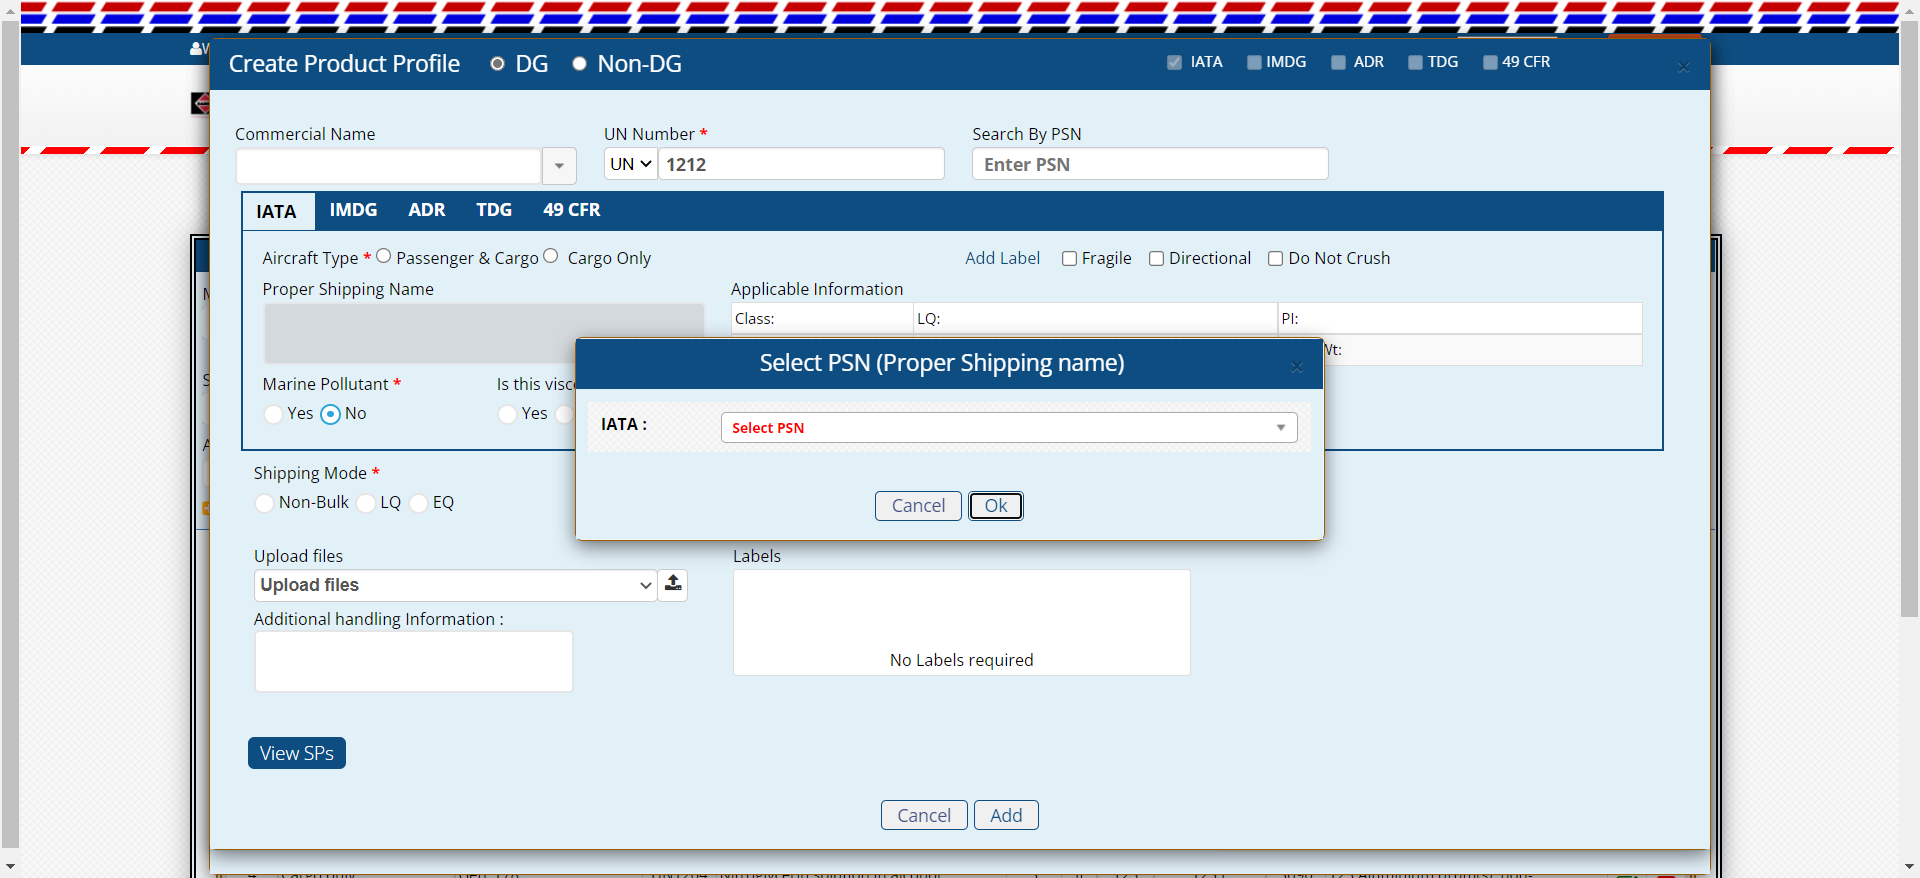 Create Product Profile DG Non-DG IATA IMDG ADR TDG 49 CFR ×
Commercial Name UN Number * Search By PSN
UN 1212 Enter PSN
IATA IMDG ADR TDG 49 CFR
Aircraft Type * Passenger & Cargo Cargo Only Add Label Fragile Directional Do Not Crush
Proper Shipping Name Applicable Information
Class: LQ: PI:
Wt:
Select PSN (Proper Shipping name) ×
Marine Pollutant * Is this visc
Yes No Yes
IATA : Select PSN
Shipping Mode *
Non-Bulk LQ EQ
Cancel Ok
Upload files Labels
Upload files
Additional handling Information :
No Labels required
View SPs
Cancel Add